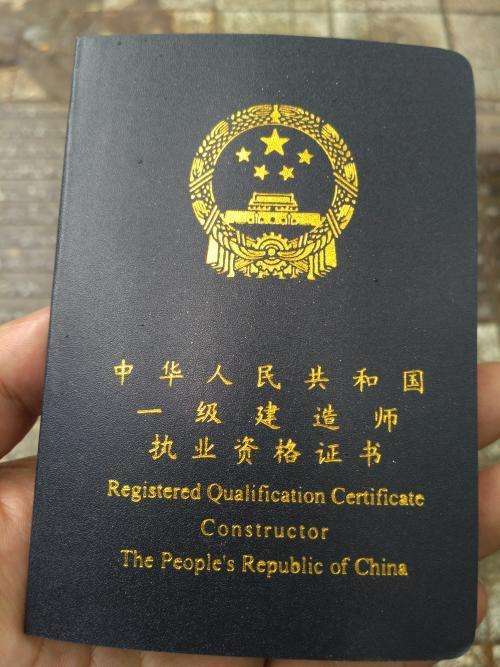 中华人民共和国
一级建造师
执业资格证书
Registered Qualification Certificate
Constructor
The People's Republic of China